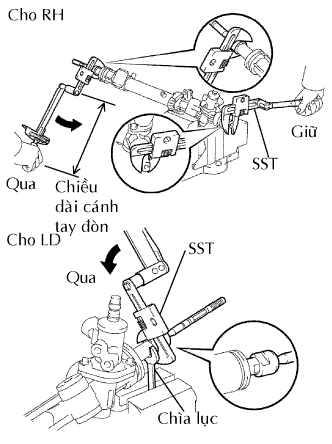 Cho RH
Giữ
SST
Qua
Chiều
dài cánh
tay đòn
Cho LD
Qua
SST
Chìa lục